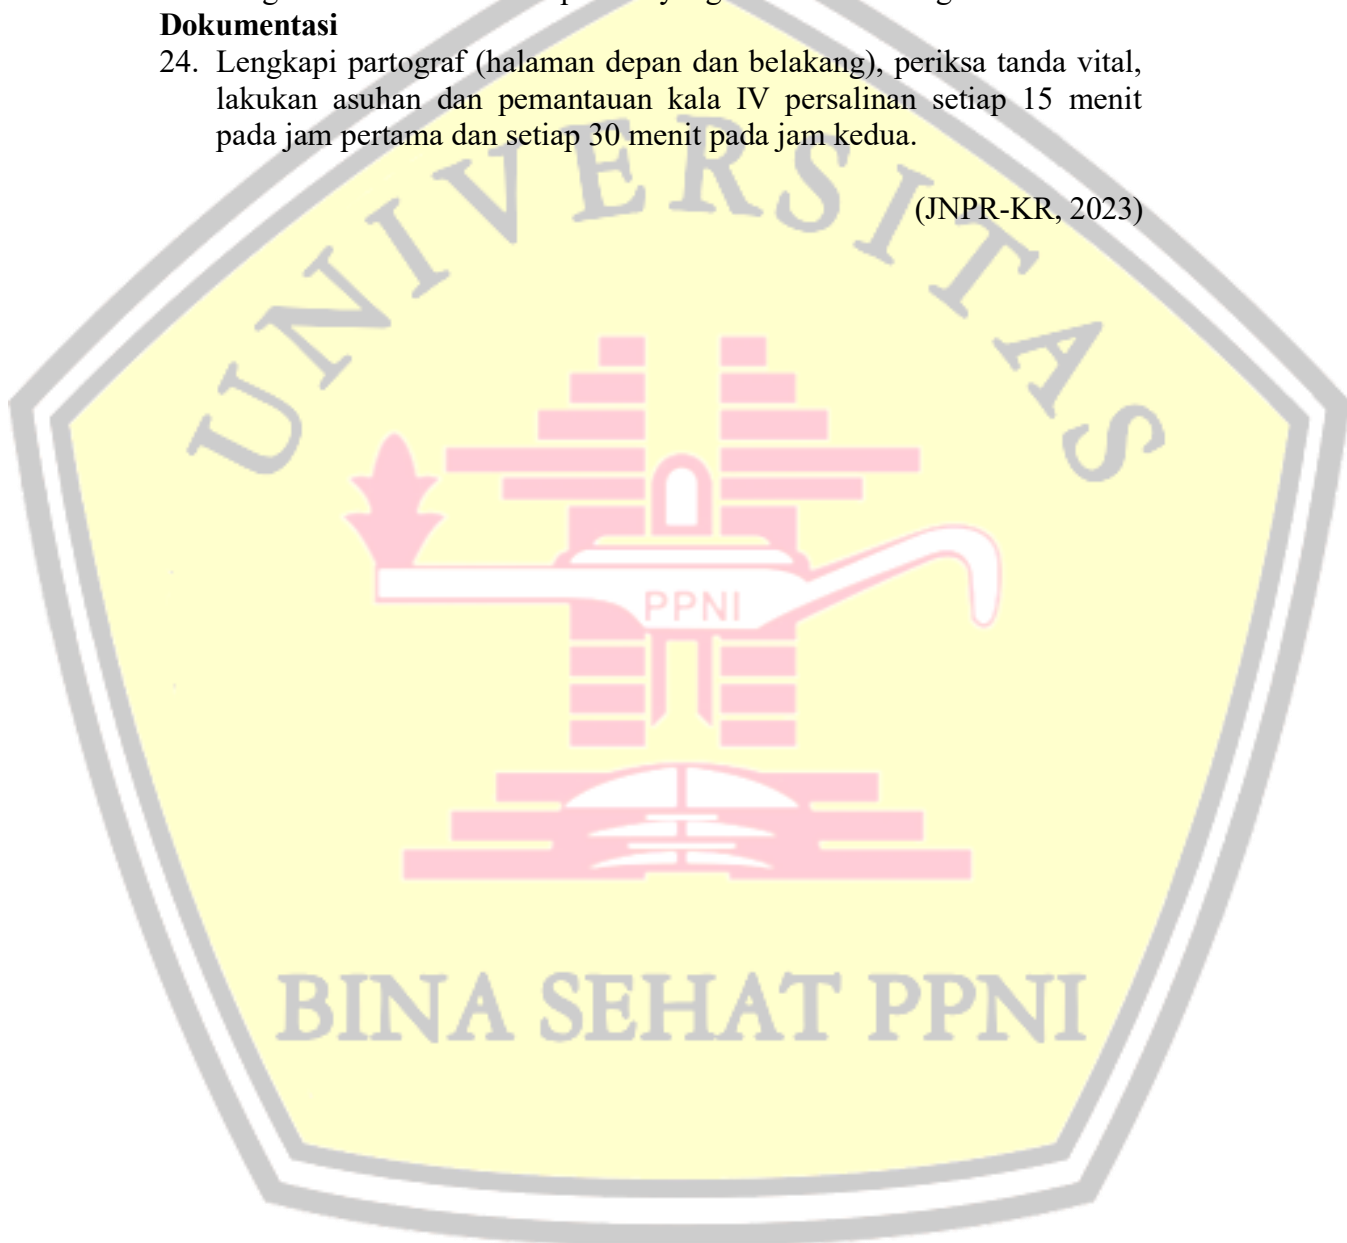 Dokumentasi
24. Lengkapi partograf (halaman depan dan belakang), periksa tanda vital,
lakukan asuhan dan pemantauan kala IV persalinan setiap 15 menit
pada jam pertama dan setiap 30 menit pada jam kedua.
(JNPR-KR, 2023)
UNIVERSITAS
PPNI
BINA SEHAT PPNI